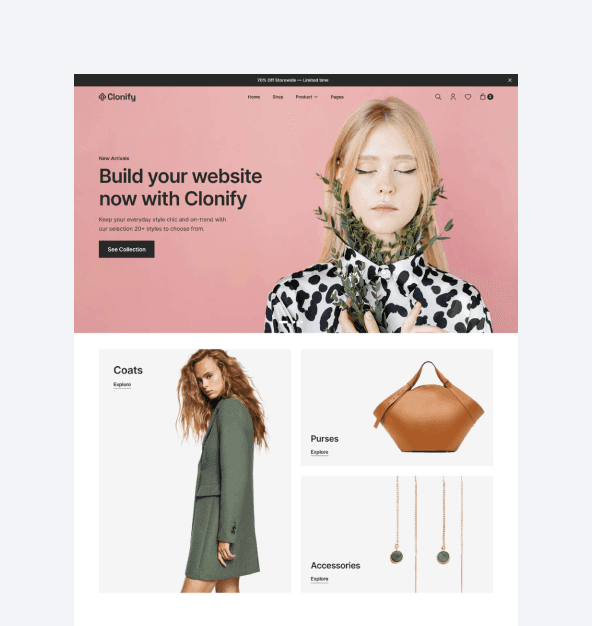 70% Off Storewide — Limited time
Clonify
Home Shop Product Pages
0
New Arrivals
Build your website
now with Clonify
Keep your everyday style chic and on-trend with
our selection 20+ styles to choose from.
See Collection
Coats
Explore
Purses
Explore
Accessories
Explore